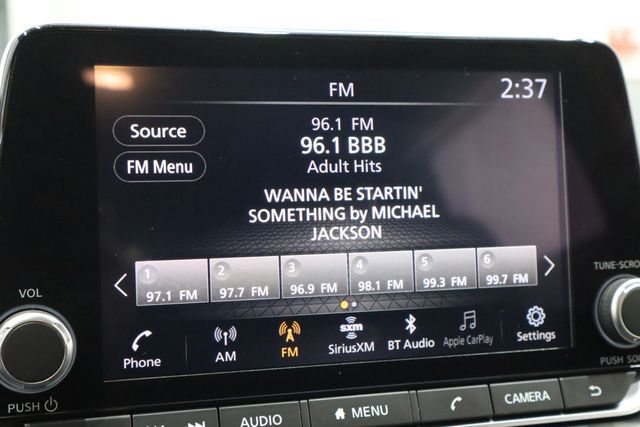 FM
2:37
Source
FM Menu
96.1 FM
96.1 BBB
Adult Hits
WANNA BE STARTIN'
SOMETHING by MICHAEL
JACKSON
1 2 3 4 5 6
97.1 FM 97.7 FM 96.9 FM 98.1 FM 99.3 FM 99.7 FM
Phone AM FM SiriusXM BT Audio Apple CarPlay Settings
sxm
VOL
PUSH
TUNE-SCRO
PUSH SO
AUDIO MENU CAMERA